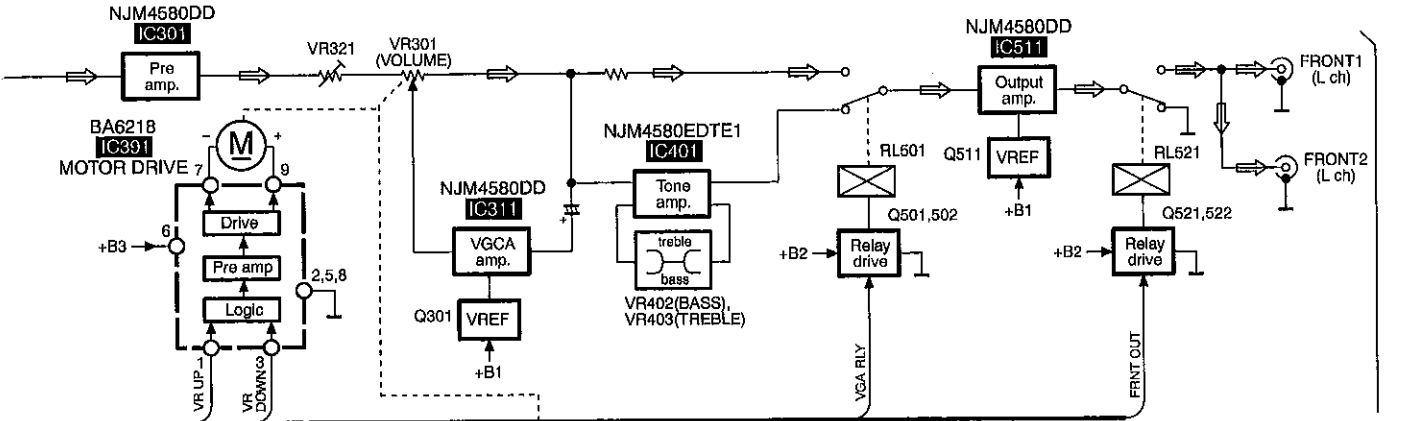 NJM4580DD
IC301
Pre
amp.
VR321
VR301
(VOLUME)
NJM4580DD
IC511
Output
amp.
FRONT1
(L ch)
BA6218
IC391
MOTOR DRIVE
-
M
+
7
9
NJM4580EDTE1
IC401
Tone
amp.
RL501
Q511
VREF
+B1
RL521
FRONT2
(L ch)
NJM4580DD
IC311
VGCA
amp.
+
treble
bass
VR402(BASS),
VR403(TREBLE)
Q501,502
+B2
Relay
drive
Q521,522
+B2
Relay
drive
6
+B3
Drive
Pre amp
Logic
2,5,8
Q301
VREF
+B1
1
3
VR UP
VR
DOWN
VGA RLY
FRNT OUT